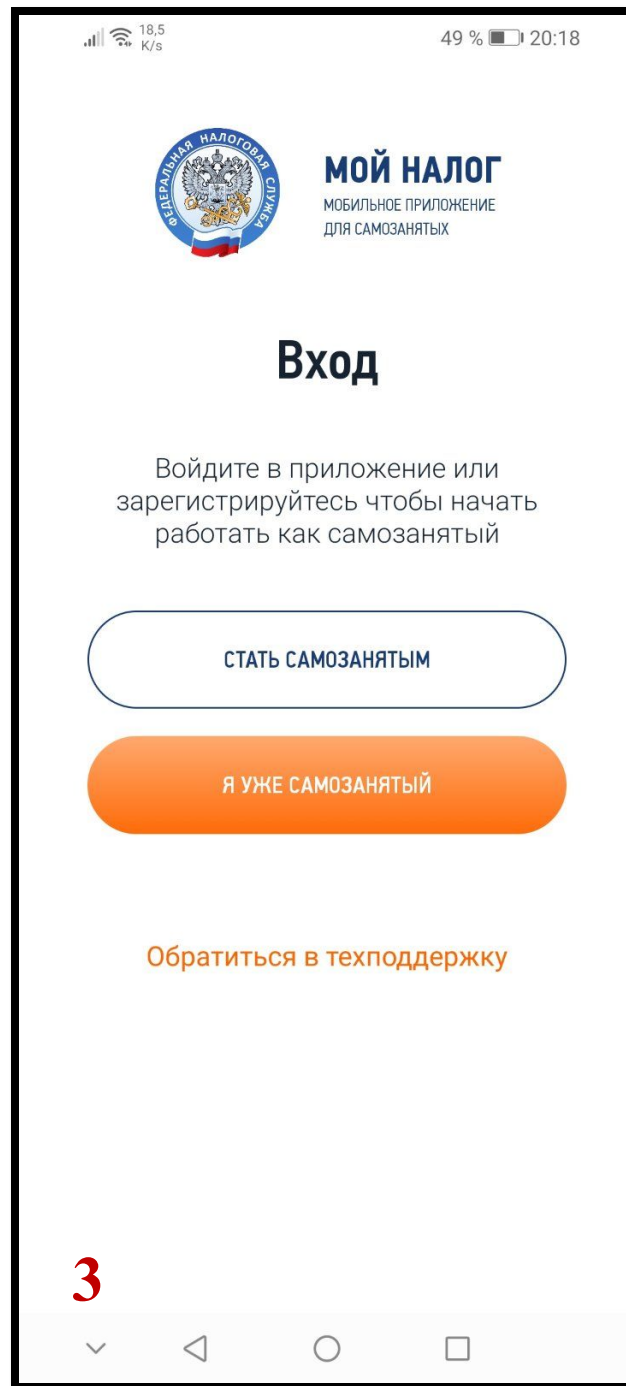 18,5
K/s
49 % 20:18
ФЕДЕРАЛЬНАЯ НАЛОГОВАЯ СЛУЖБА
МОЙ НАЛОГ
МОБИЛЬНОЕ ПРИЛОЖЕНИЕ
ДЛЯ САМОЗАНЯТЫХ
Вход
Войдите в приложение или
зарегистрируйтесь чтобы начать
работать как самозанятый
СТАТЬ САМОЗАНЯТЫМ
Я УЖЕ САМОЗАНЯТЫЙ
Обратиться в техподдержку
3